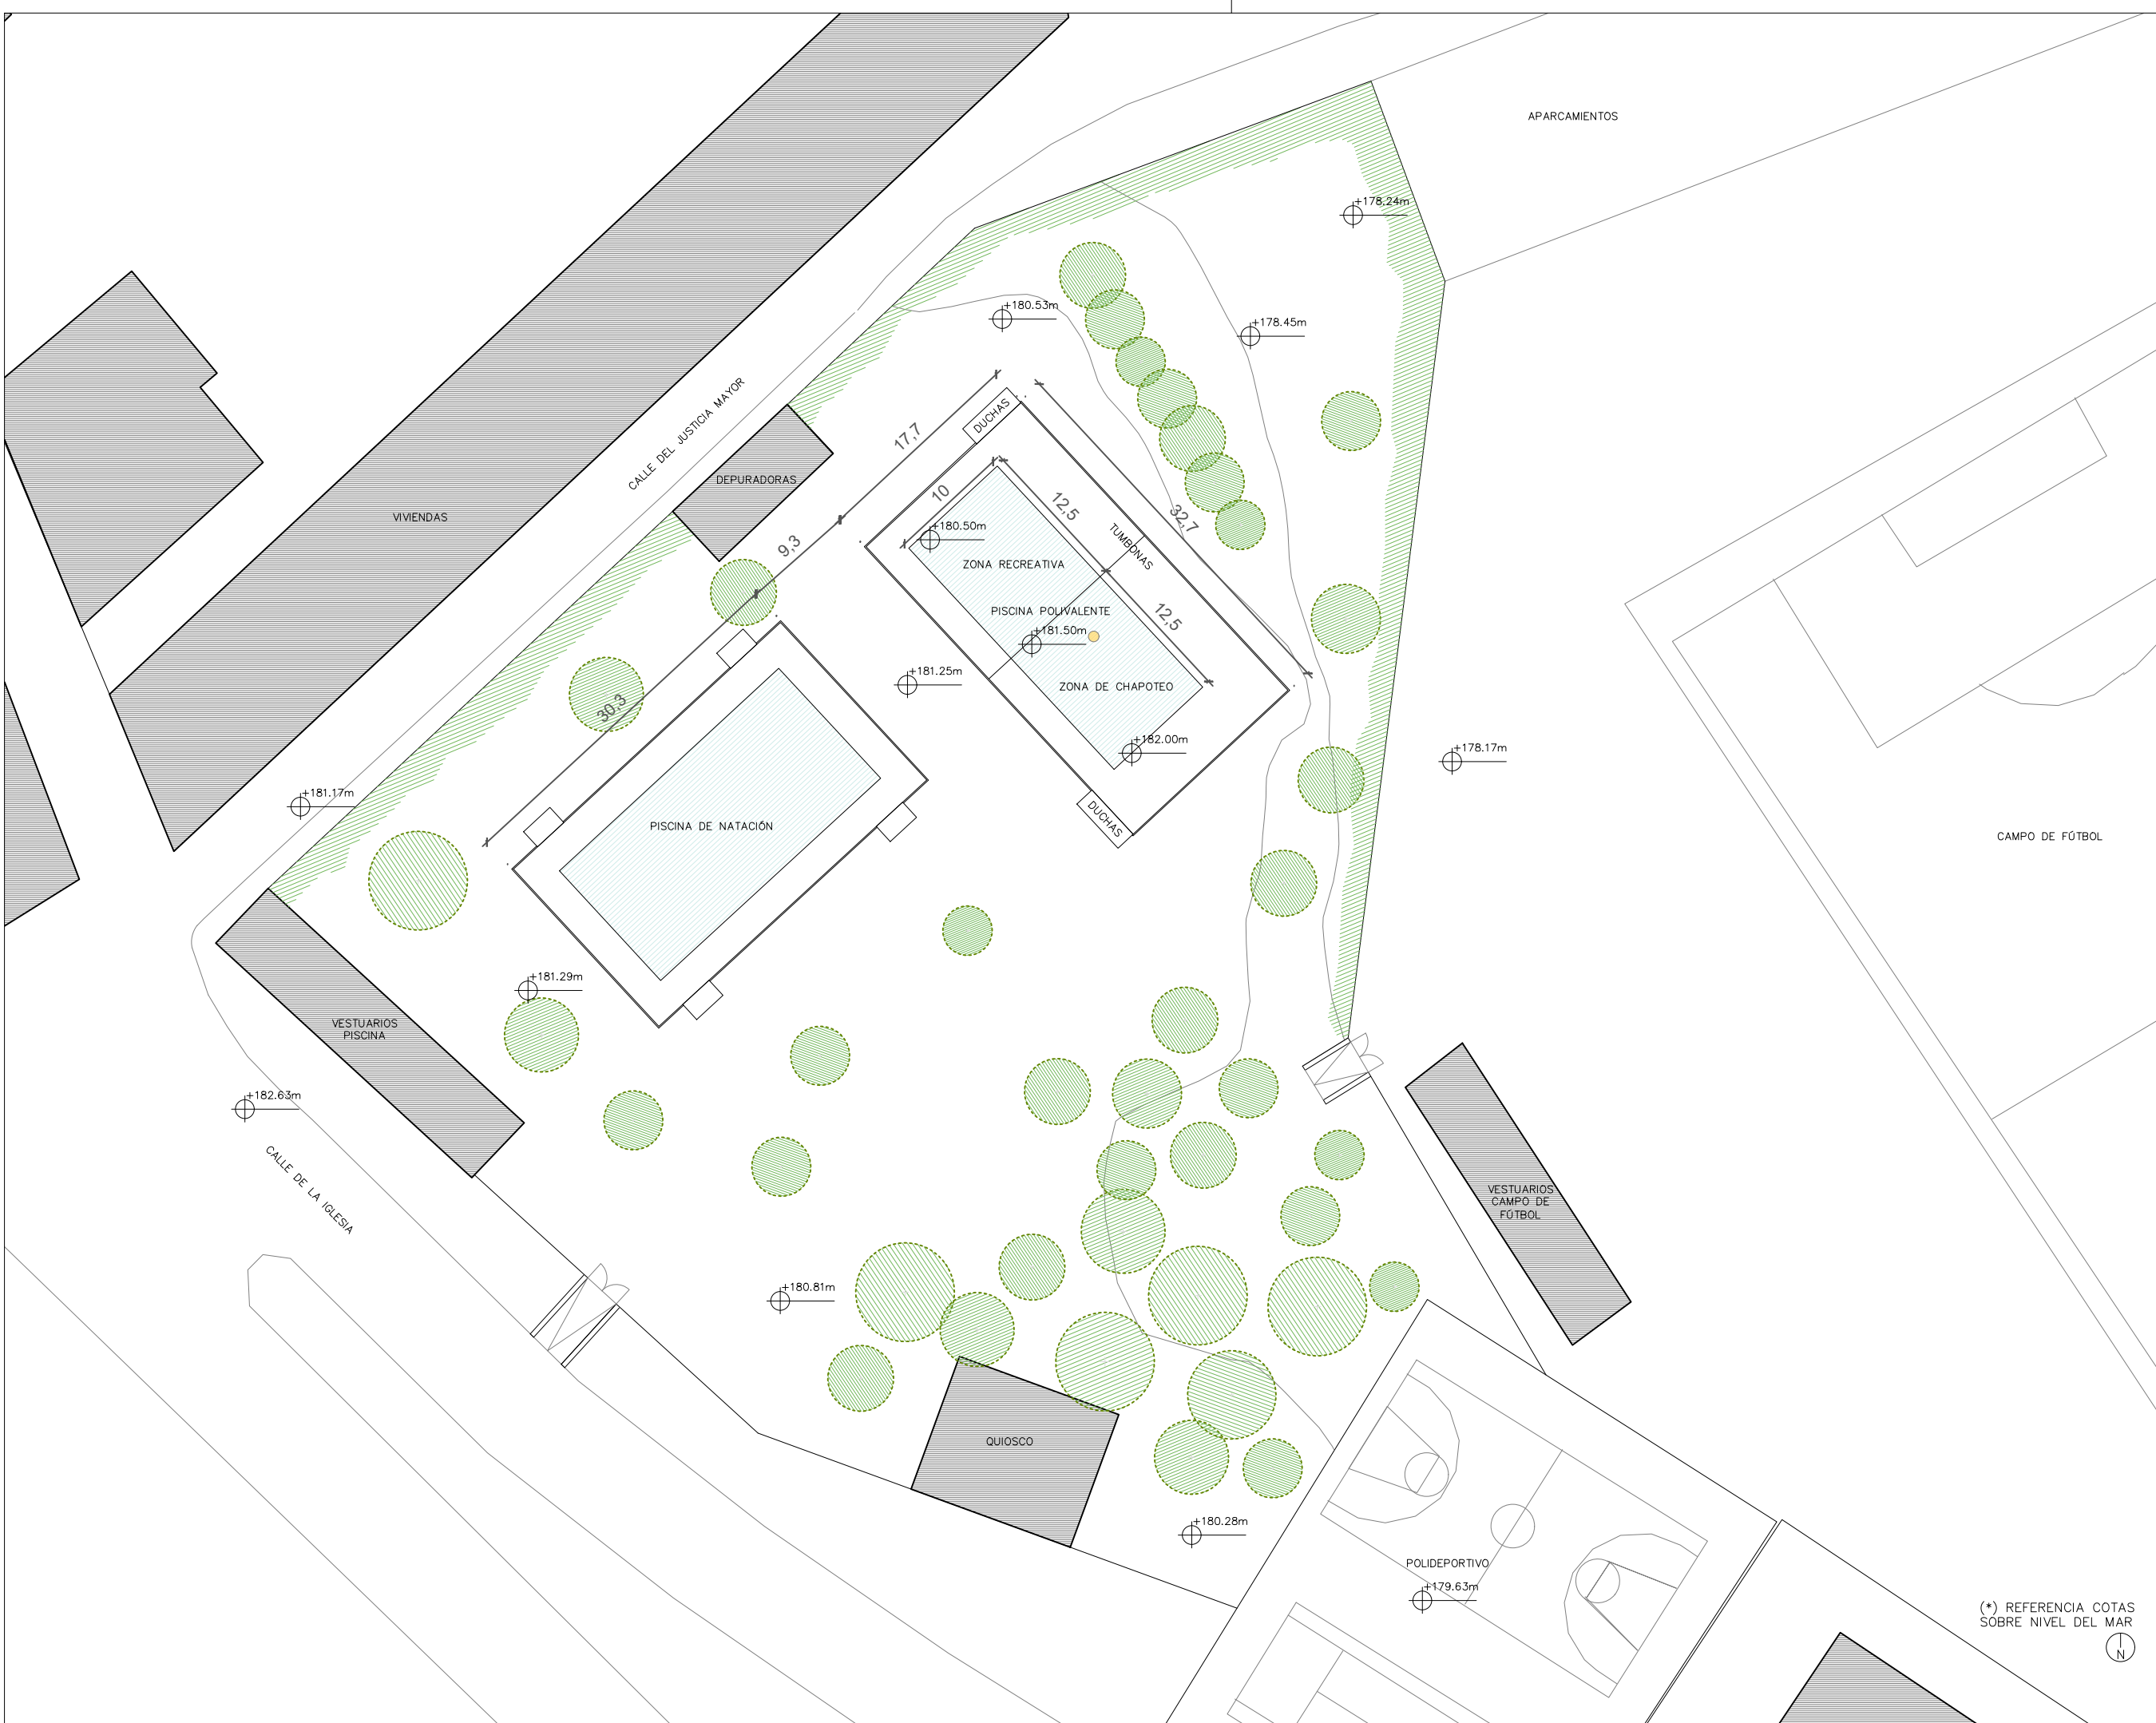 APARCAMIENTOS
+178.24m
+180.53m
+178.45m
CALLE DEL JUSTICIA MAYOR
DUCHAS
17,7
DEPURADORAS
VIVIENDAS
10
12,5
32,7
TUMBONAS
+180.50m
9,3
ZONA RECREATIVA
PISCINA POLIVALENTE
12,5
+181.50m
+181.25m
ZONA DE CHAPOTEO
30,3
+182.00m
+178.17m
+181.17m
DUCHAS
PISCINA DE NATACIÓN
CAMPO DE FÚTBOL
+181.29m
VESTUARIOS
PISCINA
+182.63m
CALLE DE LA IGLESIA
VESTUARIOS
CAMPO DE
FÚTBOL
+180.81m
QUIOSCO
+180.28m
POLIDEPORTIVO
+179.63m
(*) REFERENCIA COTAS
SOBRE NIVEL DEL MAR
N